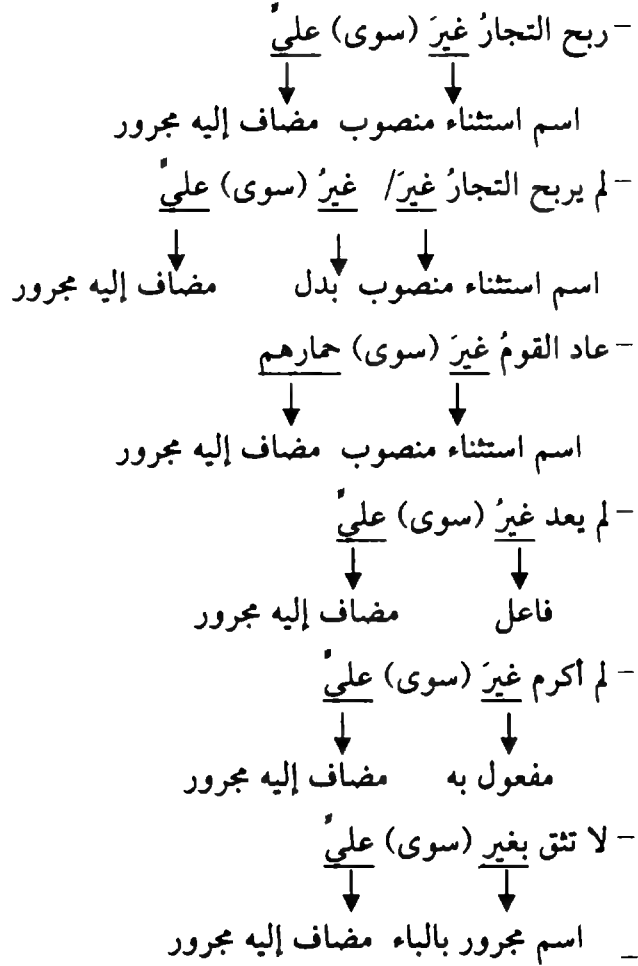 – ربح التجارُ غيرَ (سوى) عليٍّ
اسم استثناء منصوب مضاف إليه مجرور
– لم يربح التجارُ غيرَ/ غيرُ (سوى) عليٍّ
اسم استثناء منصوب بدل مضاف إليه مجرور
– عاد القومُ غيرَ (سوى) حمارهم
اسم استثناء منصوب مضاف إليه مجرور
– لم يعد غيرُ (سوى) عليٍّ
فاعل مضاف إليه مجرور
– لم أكرم غيرَ (سوى) عليٍّ
مفعول به مضاف إليه مجرور
– لا تثق بغير (سوى) عليٍّ
اسم مجرور بالباء مضاف إليه مجرور